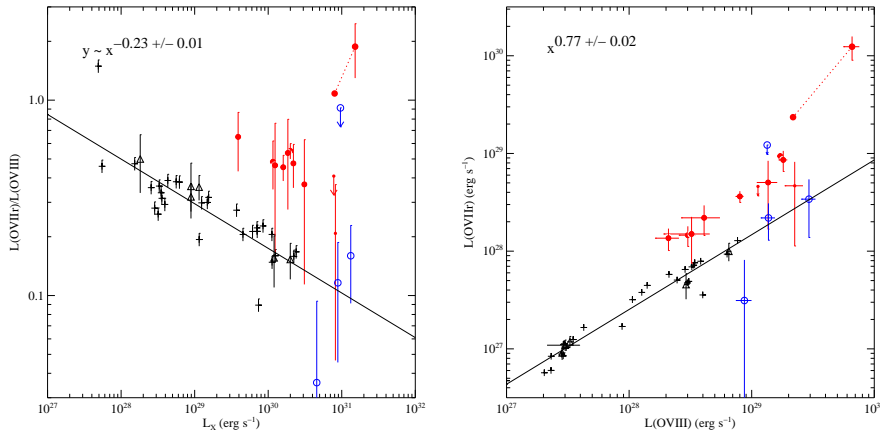 y ~ x^-0.23 +/- 0.01
1.0
0.1
L(OVIIr)/L(OVIII)
10^27 10^28 10^29 10^30 10^31 10^32
L_X (erg s^-1)
x^0.77 +/- 0.02
10^30
10^29
10^28
10^27
L(OVIIr) (erg s^-1)
10^27 10^28 10^29 10^3
L(OVIII) (erg s^-1)